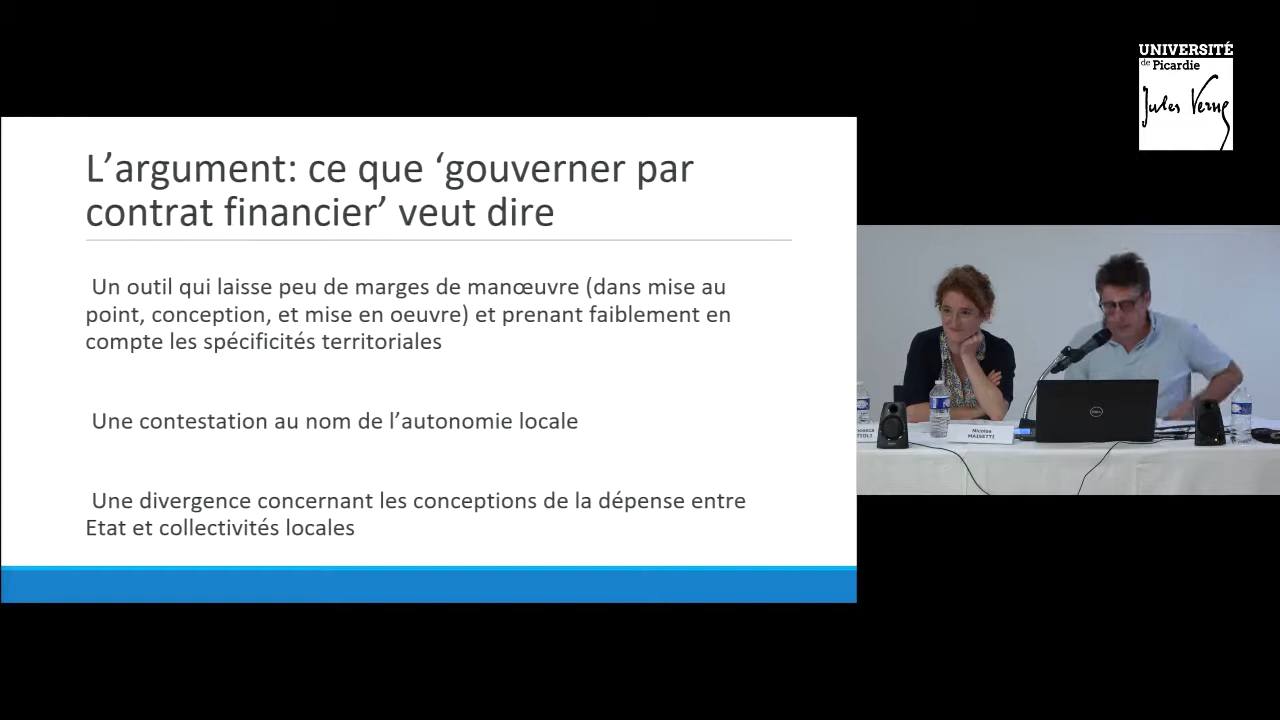 UNIVERSITÉ
de Picardie
Jules Verne
L’argument: ce que ‘gouverner par
contrat financier’ veut dire
Un outil qui laisse peu de marges de manœuvre (dans mise au
point, conception, et mise en oeuvre) et prenant faiblement en
compte les spécificités territoriales
Une contestation au nom de l’autonomie locale
Une divergence concernant les conceptions de la dépense entre
Etat et collectivités locales
Nicolas
MAISETTI
DELL